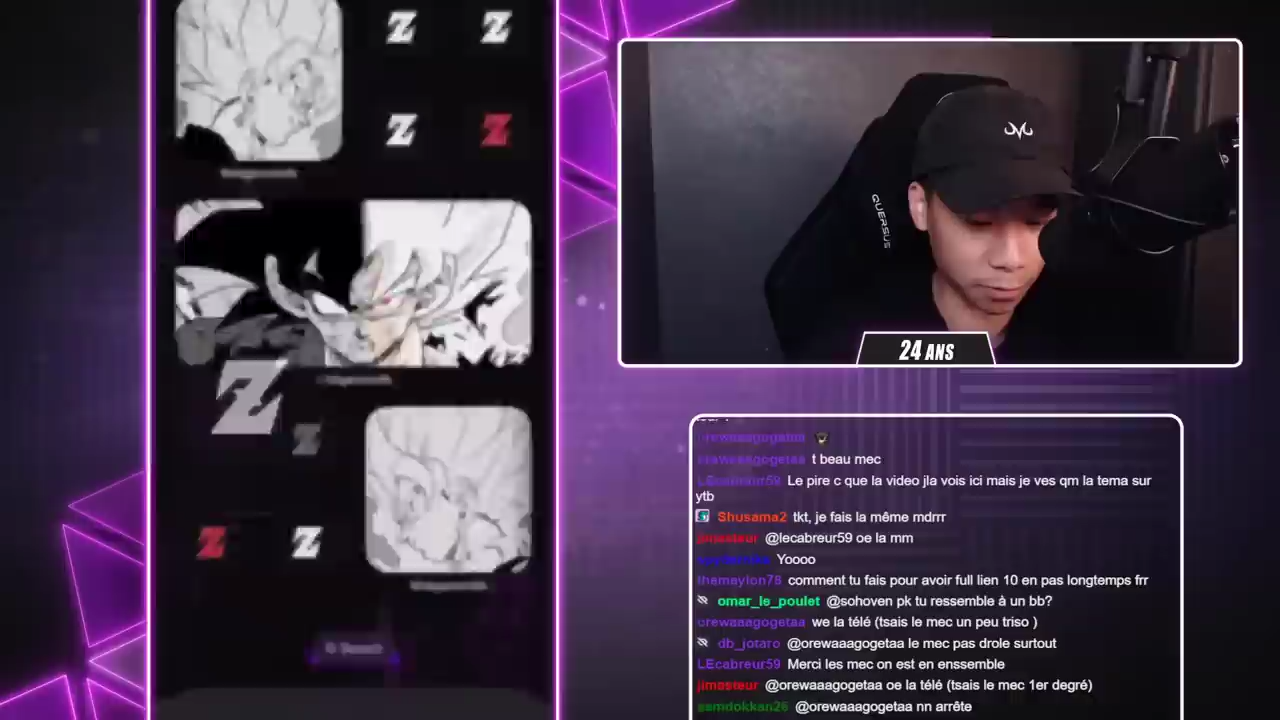 Z Z
Z Z
Z
Z
Z Z
QUERSUS
24 ANS
t beau mec
LEcabreur59 Le pire c que la video jla vois ici mais je ves qm la tema sur
ytb
Shusama2 tkt, je fais la même mdrrr
jimasteur @lecabreur59 oe la mm
Yoooo
themaylon78 comment tu fais pour avoir full lien 10 en pas longtemps frr
omar_le_poulet @sohoven pk tu ressemble à un bb?
orewaaagogetaa we la télé (tsais le mec un peu triso )
db_jotaro @orewaaagogetaa le mec pas drole surtout
LEcabreur59 Merci les mec on est en enssemble
jimasteur @orewaaagogetaa oe la télé (tsais le mec 1er degré)
samdokkan26 @orewaaagogetaa nn arrête